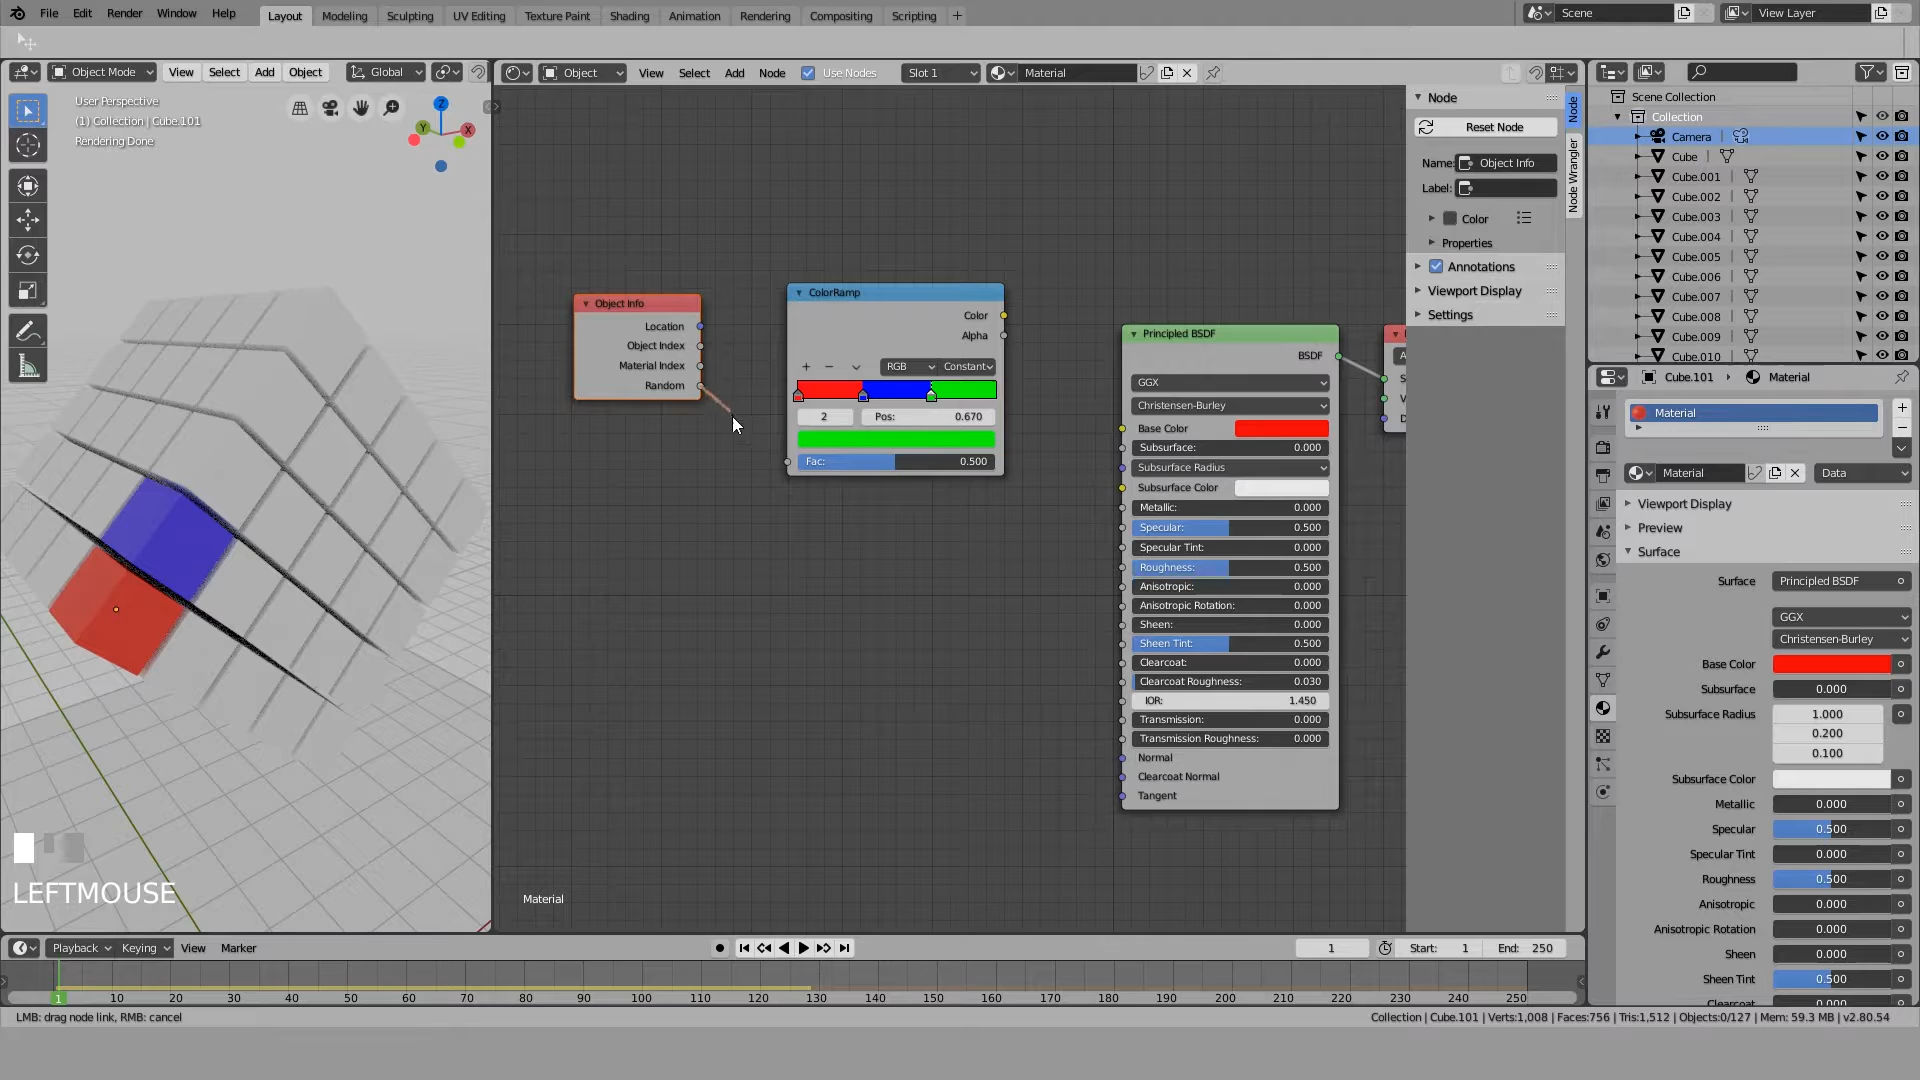 File Edit Render Window Help Layout Modeling Sculpting UV Editing Texture Paint Shading Animation Rendering Compositing Scripting + Scene View Layer
Object Mode View Select Add Object Global Object View Select Add Node Use Nodes Slot 1 Material
User Perspective
(1) Collection | Cube.101
Rendering Done
Z
Y
X
Object Info
Location
Object Index
Material Index
Random
ColorRamp
Color
Alpha
RGB Constant
2 Pos: 0.670
Fac: 0.500
Principled BSDF
BSDF
GGX
Christensen-Burley
Base Color
Subsurface: 0.000
Subsurface Radius
Subsurface Color
Metallic: 0.000
Specular: 0.500
Specular Tint: 0.000
Roughness: 0.500
Anisotropic: 0.000
Anisotropic Rotation: 0.000
Sheen: 0.000
Sheen Tint: 0.500
Clearcoat: 0.000
Clearcoat Roughness: 0.030
IOR: 1.450
Transmission: 0.000
Transmission Roughness: 0.000
Normal
Clearcoat Normal
Tangent
Node
Reset Node
Name: Object Info
Label:
Color
Properties
Annotations
Viewport Display
Settings
Node
Node Wrangler
Scene Collection
Collection
Camera
Cube
Cube.001
Cube.002
Cube.003
Cube.004
Cube.005
Cube.006
Cube.007
Cube.008
Cube.009
Cube.010
Cube.101 Material
Material
Material Data
Viewport Display
Preview
Surface
Surface Principled BSDF
GGX
Christensen-Burley
Base Color
Subsurface 0.000
Subsurface Radius 1.000
0.200
0.100
Subsurface Color
Metallic 0.000
Specular 0.500
Specular Tint 0.000
Roughness 0.500
Anisotropic 0.000
Anisotropic Rotation 0.000
Sheen 0.000
Sheen Tint 0.500
Clearcoat 0.000
LEFTMOUSE
Material
Playback Keying View Marker 1 Start: 1 End: 250
1 10 20 30 40 50 60 70 80 90 100 110 120 130 140 150 160 170 180 190 200 210 220 230 240 250
LMB: drag node link, RMB: cancel Collection | Cube.101 | Verts:1,008 | Faces:756 | Tris:1,512 | Objects:0/127 | Mem: 59.3 MB | v2.80.54